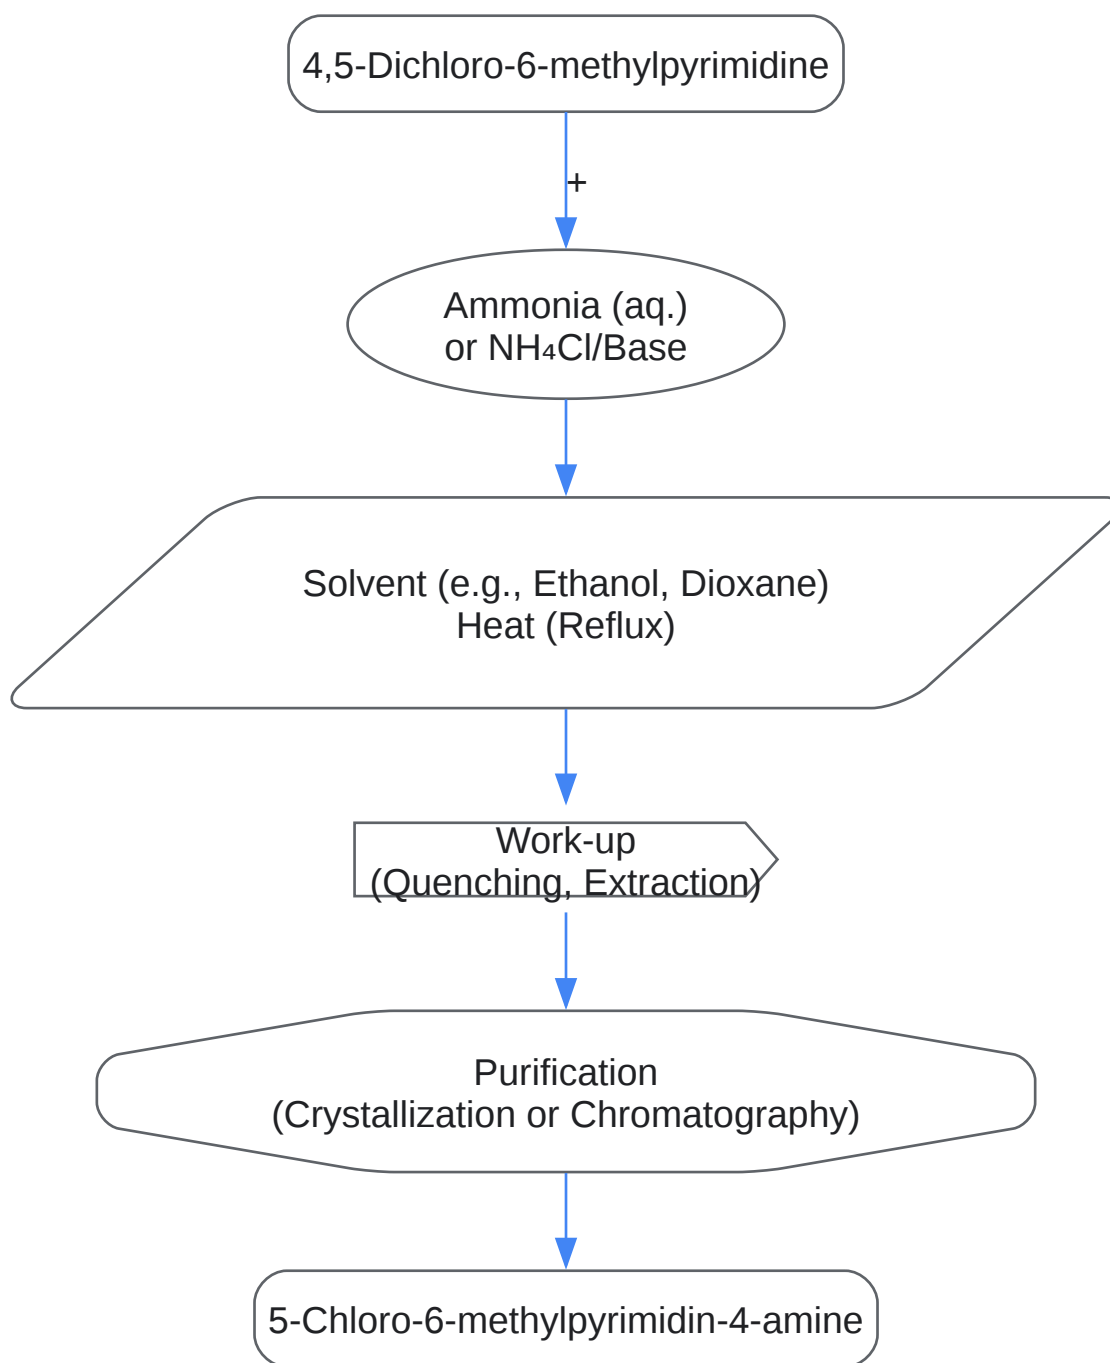 4,5-Dichloro-6-methylpyrimidine
+
Ammonia (aq.)
or NH₄Cl/Base
Solvent (e.g., Ethanol, Dioxane)
Heat (Reflux)
Work-up
(Quenching, Extraction)
Purification
(Crystallization or Chromatography)
5-Chloro-6-methylpyrimidin-4-amine